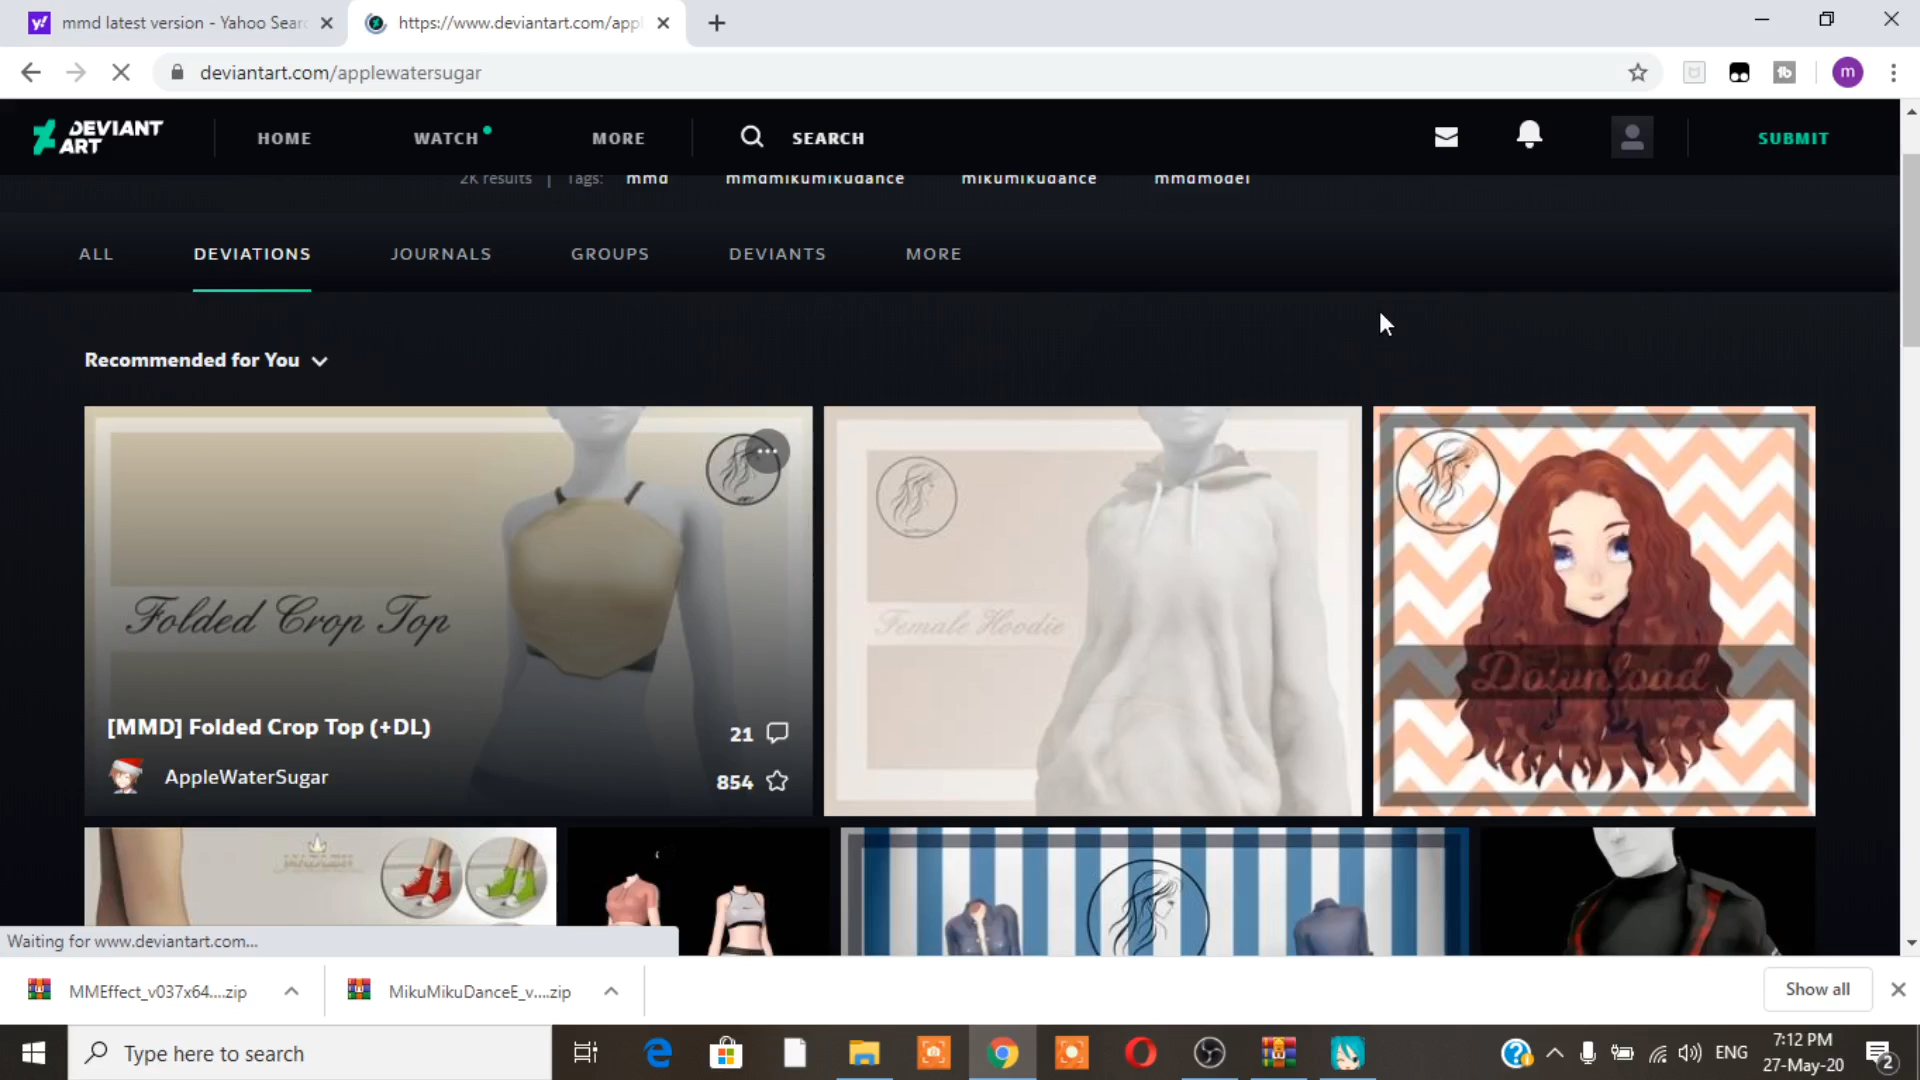 mmd latest version - Yahoo Sear
https://www.deviantart.com/appl
deviantart.com/applewatersugar
m
DEVIANT ART
HOME
WATCH
MORE
SEARCH
SUBMIT
2K results | Tags: mmd mmdmikumikudance mikumikudance mmdmodel
ALL
DEVIATIONS
JOURNALS
GROUPS
DEVIANTS
MORE
Recommended for You
Folded Crop Top
Female Hoodie
Download
[MMD] Folded Crop Top (+DL)
21
AppleWaterSugar
854
Waiting for www.deviantart.com...
MMEffect_v037x64....zip
MikuMikuDanceE_v....zip
Show all
Type here to search
ENG
7:12 PM
27-May-20
2